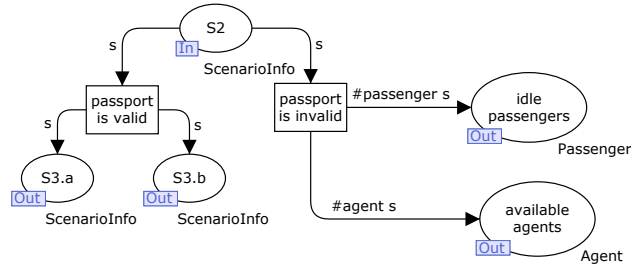 S2
In
ScenarioInfo
s
s
passport
is valid
passport
is invalid
#passenger s
idle
passengers
Out
Passenger
s
s
S3.a
Out
ScenarioInfo
S3.b
Out
ScenarioInfo
#agent s
available
agents
Out
Agent